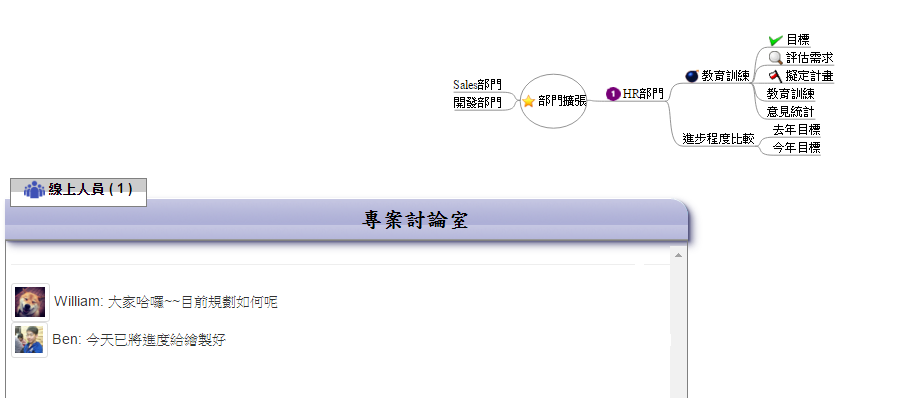 目標
評估需求
擬定計畫
教育訓練
意見統計
教育訓練
去年目標
今年目標
進步程度比較
1 HR部門
部門擴張
Sales部門
開發部門
線上人員 ( 1 )
專案討論室
William: 大家哈囉~~目前規劃如何呢
Ben: 今天已將進度給繪製好